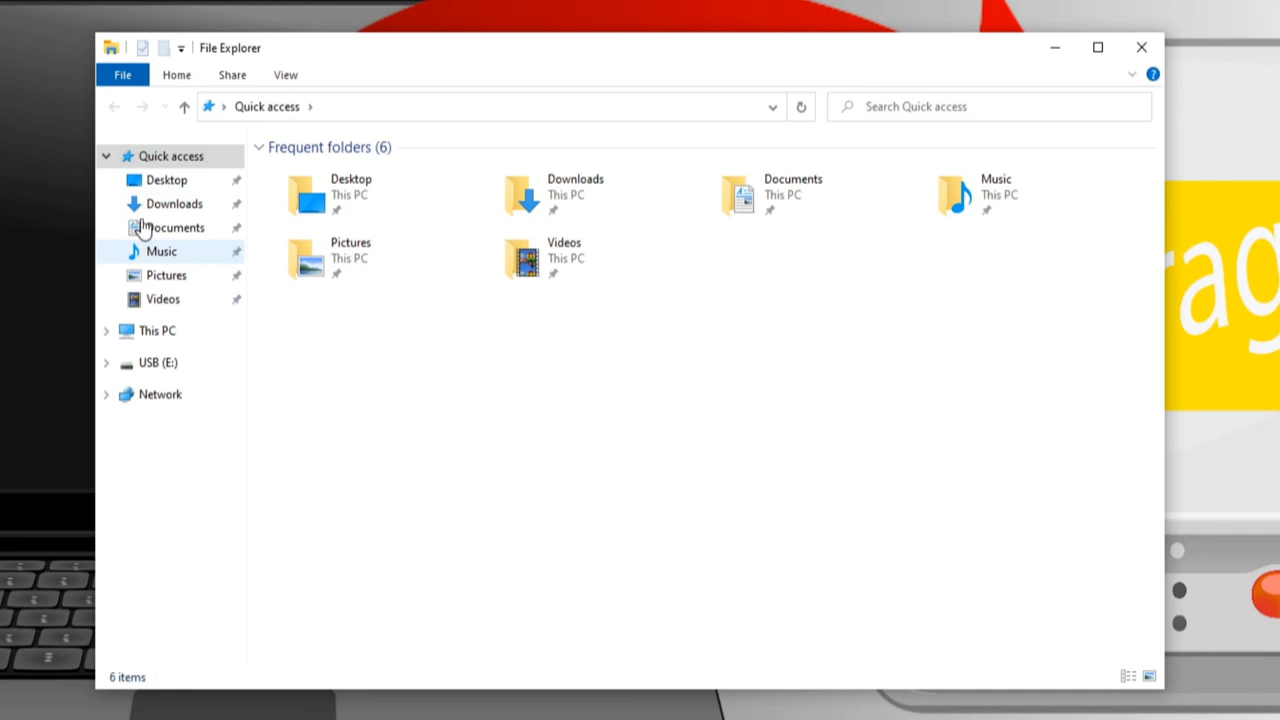 File Explorer
File Home Share View
Quick access
Search Quick access
Quick access
Desktop
Downloads
Documents
Music
Pictures
Videos
This PC
USB (E:)
Network
Frequent folders (6)
Desktop
This PC
Downloads
This PC
Documents
This PC
Music
This PC
Pictures
This PC
Videos
This PC
6 items
rag